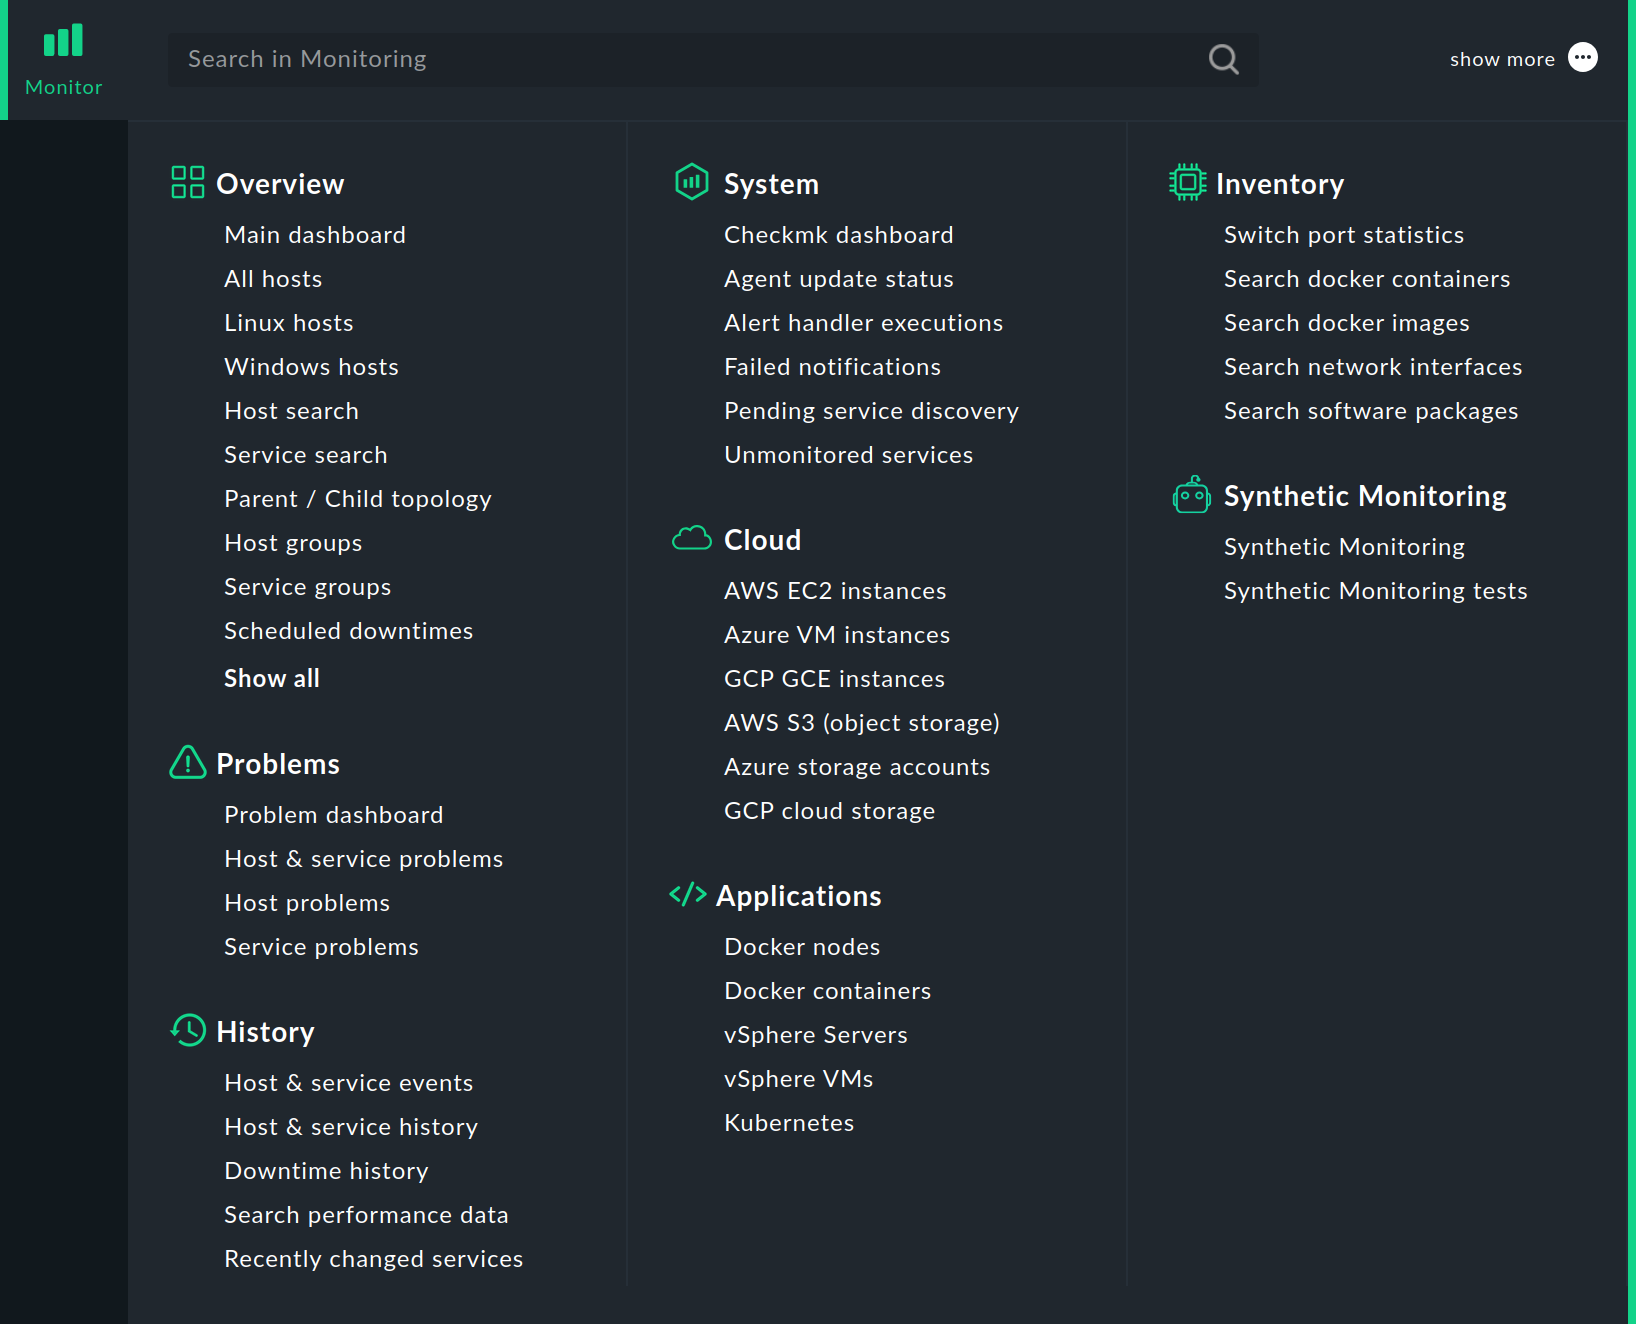 Monitor
Search in Monitoring
show more
Overview
Main dashboard
All hosts
Linux hosts
Windows hosts
Host search
Service search
Parent / Child topology
Host groups
Service groups
Scheduled downtimes
Show all
Problems
Problem dashboard
Host & service problems
Host problems
Service problems
History
Host & service events
Host & service history
Downtime history
Search performance data
Recently changed services
System
Checkmk dashboard
Agent update status
Alert handler executions
Failed notifications
Pending service discovery
Unmonitored services
Cloud
AWS EC2 instances
Azure VM instances
GCP GCE instances
AWS S3 (object storage)
Azure storage accounts
GCP cloud storage
Applications
Docker nodes
Docker containers
vSphere Servers
vSphere VMs
Kubernetes
Inventory
Switch port statistics
Search docker containers
Search docker images
Search network interfaces
Search software packages
Synthetic Monitoring
Synthetic Monitoring
Synthetic Monitoring tests